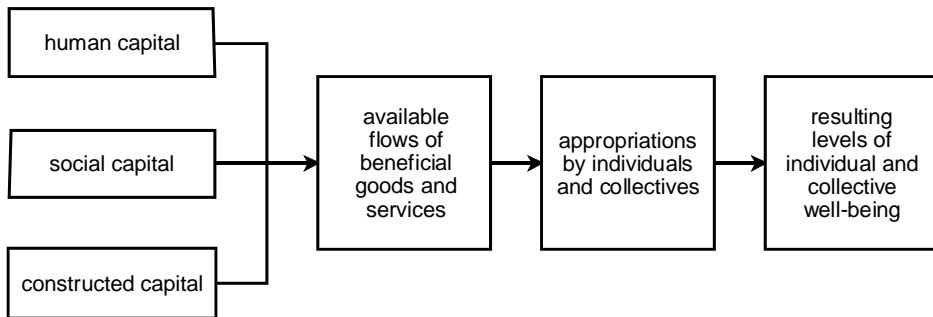 human capital
social capital
constructed capital
available
flows of
beneficial
goods and
services
appropriations
by individuals
and collectives
resulting
levels of
individual and
collective
well-being